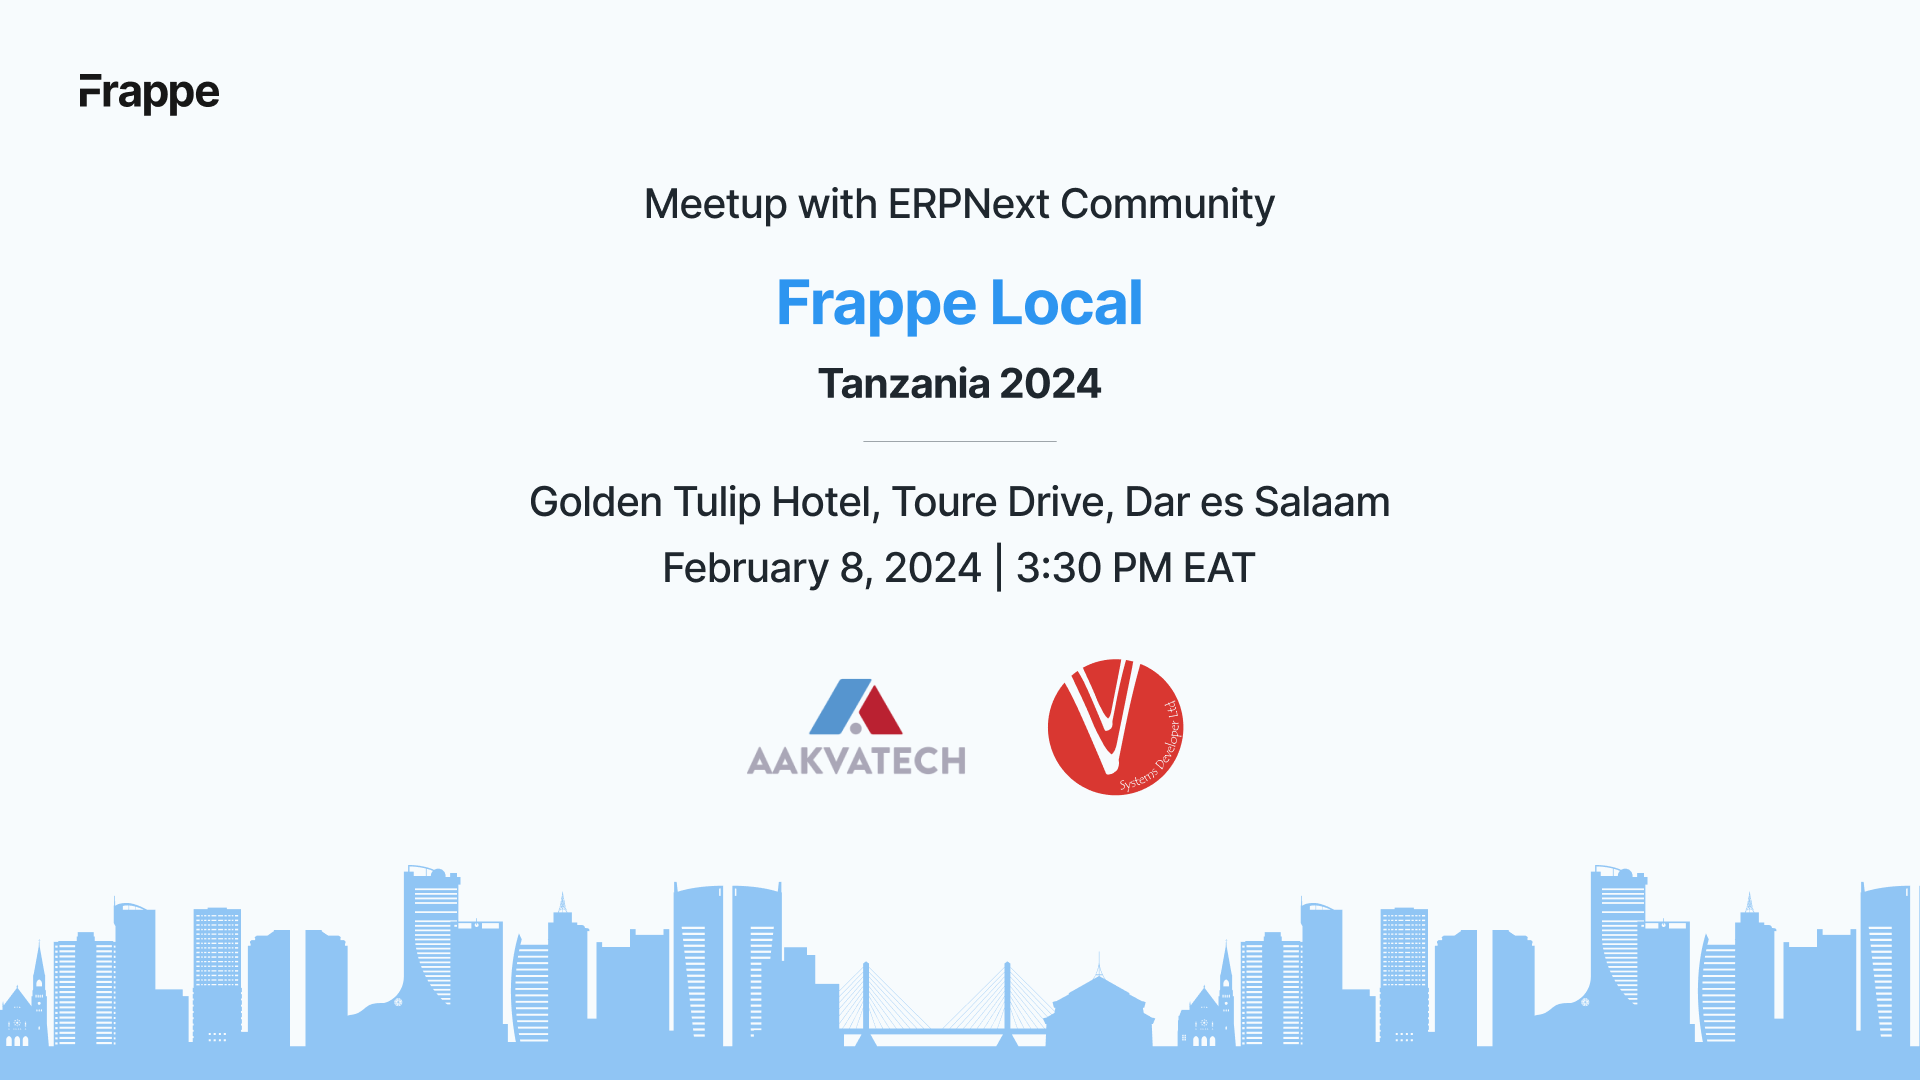 Frappe
Meetup with ERPNext Community
Frappe Local
Tanzania 2024
Golden Tulip Hotel, Toure Drive, Dar es Salaam
February 8, 2024 | 3:30 PM EAT
AAKVATECH
Systems Developer Ltd